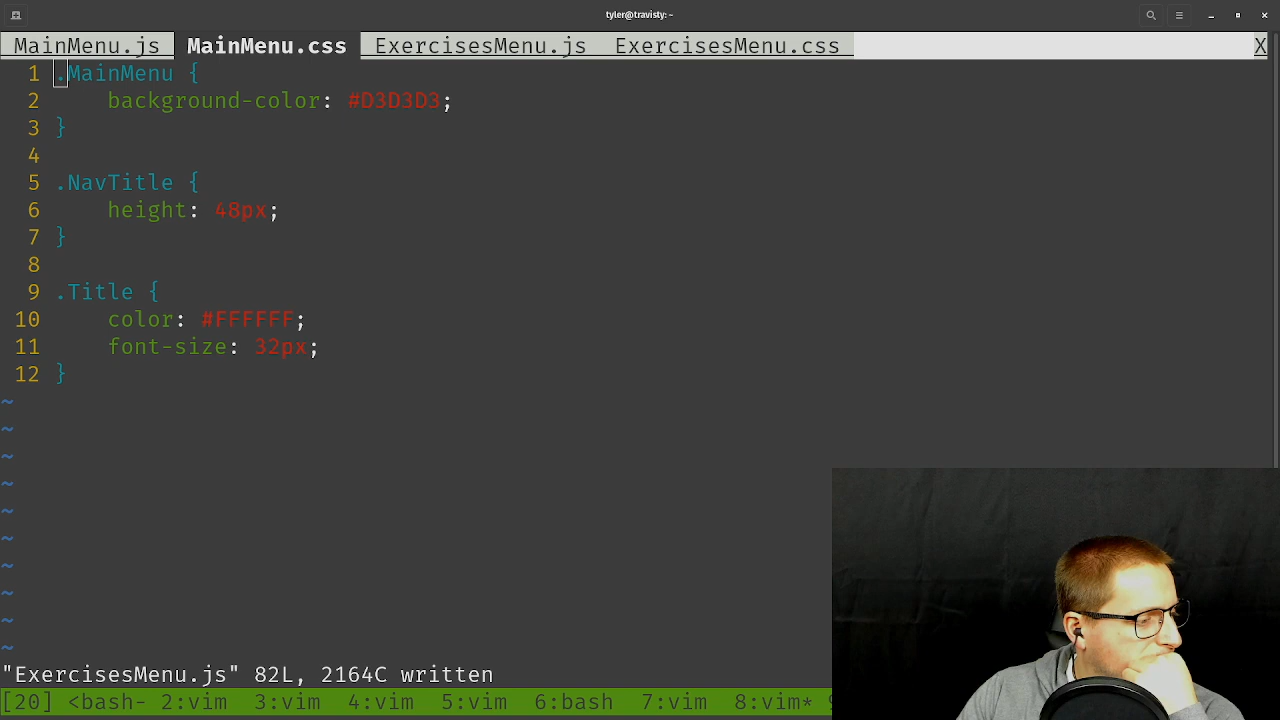 tyler@travisty: ~
MainMenu.js MainMenu.css ExercisesMenu.js ExercisesMenu.css X
1 .MainMenu {
2 background-color: #D3D3D3;
3 }
4
5 .NavTitle {
6 height: 48px;
7 }
8
9 .Title {
10 color: #FFFFFF;
11 font-size: 32px;
12 }
~
~
~
~
~
~
~
~
~
~
"ExercisesMenu.js" 82L, 2164C written
[20] <bash- 2:vim 3:vim 4:vim 5:vim 6:bash 7:vim 8:vim*